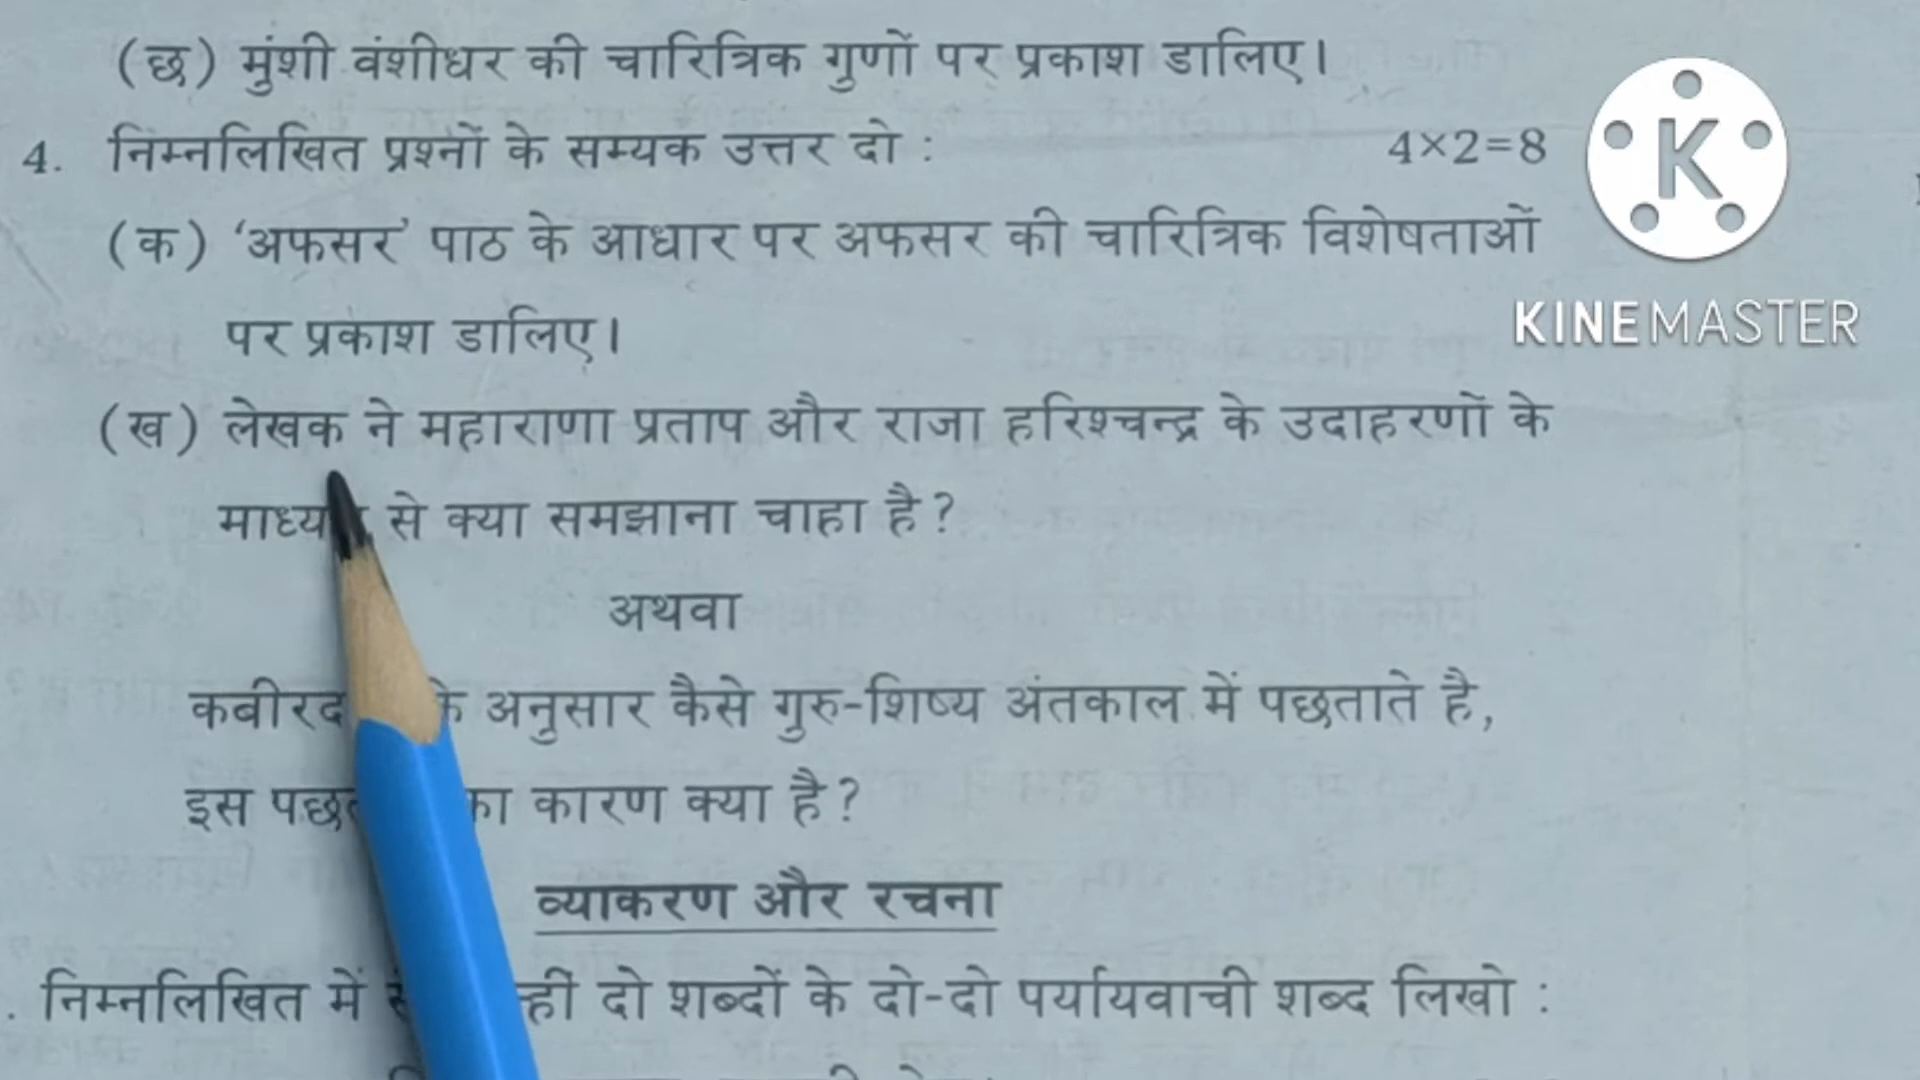 (छ) मुंशी वंशीधर की चारित्रिक गुणों पर प्रकाश डालिए।
4. निम्नलिखित प्रश्नों के सम्यक उत्तर दो : 4×2=8
(क) ‘अफसर’ पाठ के आधार पर अफसर की चारित्रिक विशेषताओं
पर प्रकाश डालिए।
K
KINEMASTER
(ख) लेखक ने महाराणा प्रताप और राजा हरिश्चन्द्र के उदाहरणों के
से क्या समझाना चाहा है?
अथवा
अनुसार कैसे गुरु-शिष्य अंतकाल में पछताते है,
इस का कारण क्या है?
व्याकरण और रचना
निम्नलिखित में दो शब्दों के दो-दो पर्यायवाची शब्द लिखो :